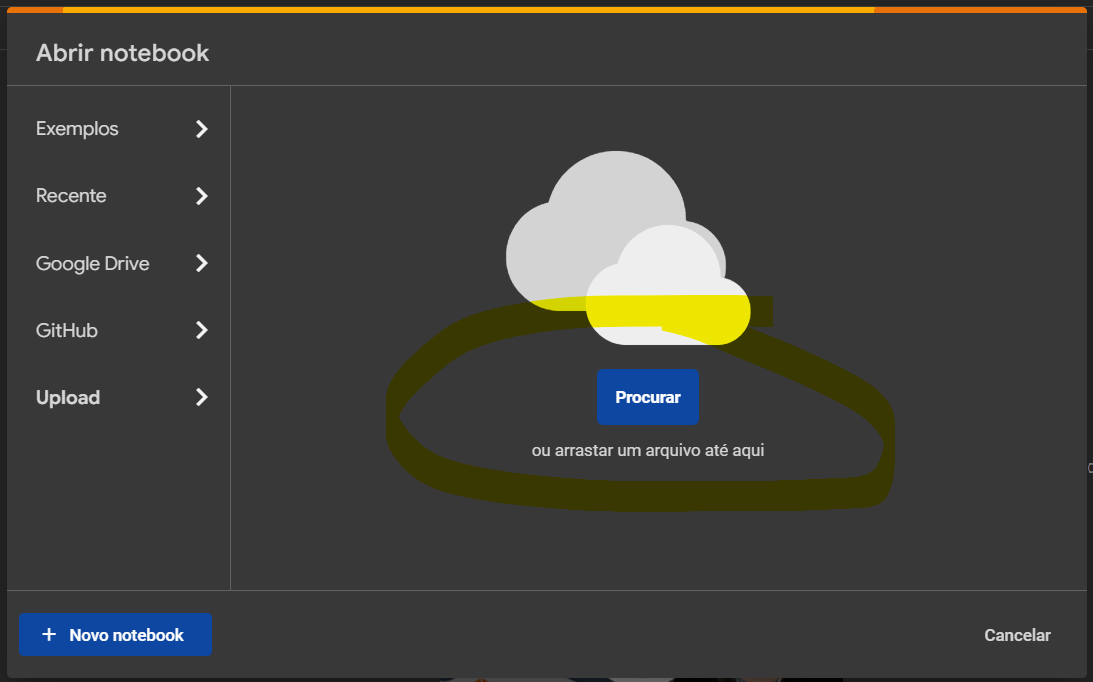 Abrir notebook
Exemplos
Recente
Google Drive
GitHub
Upload
Procurar
ou arrastar um arquivo até aqui
+ Novo notebook
Cancelar